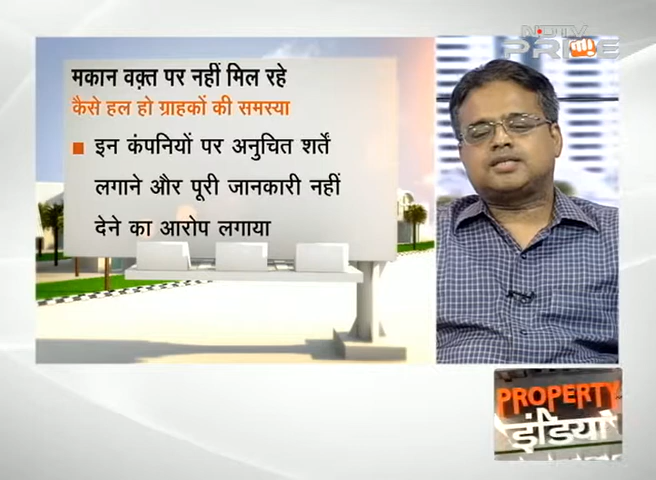 NDTV
PRIME
मकान वक़्त पर नहीं मिल रहे
कैसे हल हो ग्राहकों की समस्या
इन कंपनियों पर अनुचित शर्तें
लगाने और पूरी जानकारी नहीं
देने का आरोप लगाया
PROPERTY
इंडिया